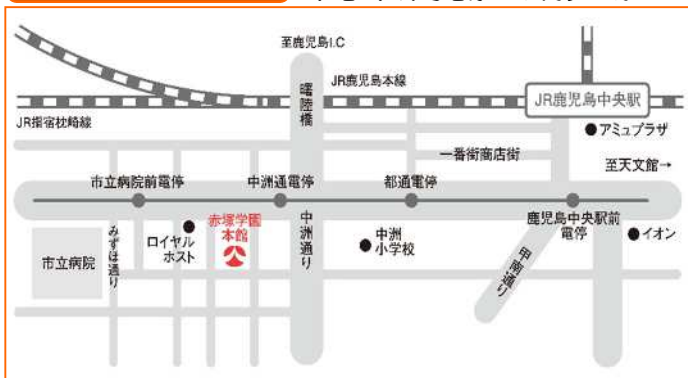 至鹿児島I.C
JR鹿児島本線
曙陸橋
JR鹿児島中央駅
JR指宿枕崎線
アミュプラザ
一番街商店街
至天文館→
市立病院前電停
中洲通電停
都通電停
鹿児島中央駅前
電停
みずほ通り
ロイヤル
ホスト
赤塚学園
本館
中洲通り
中洲
小学校
甲南通り
イオン
市立病院